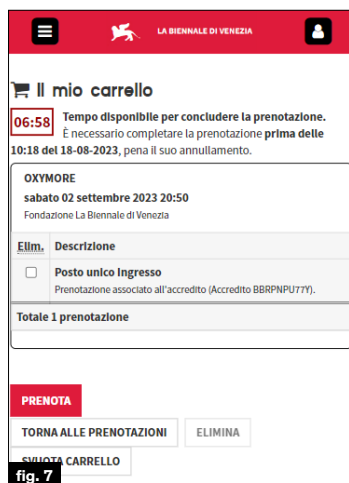 LA BIENNALE DI VENEZIA
Il mio carrello
06:58 Tempo disponibile per concludere la prenotazione.
È necessario completare la prenotazione prima delle
10:18 del 18-08-2023, pena il suo annullamento.
OXYMORE
sabato 02 settembre 2023 20:50
Fondazione La Biennale di Venezia
Elim. Descrizione
Posto unico Ingresso
Prenotazione associato all'accredito (Accredito BBRPNPU77Y).
Totale 1 prenotazione
PRENOTA
TORNA ALLE PRENOTAZIONI ELIMINA
SVUOTA CARRELLO
fig. 7